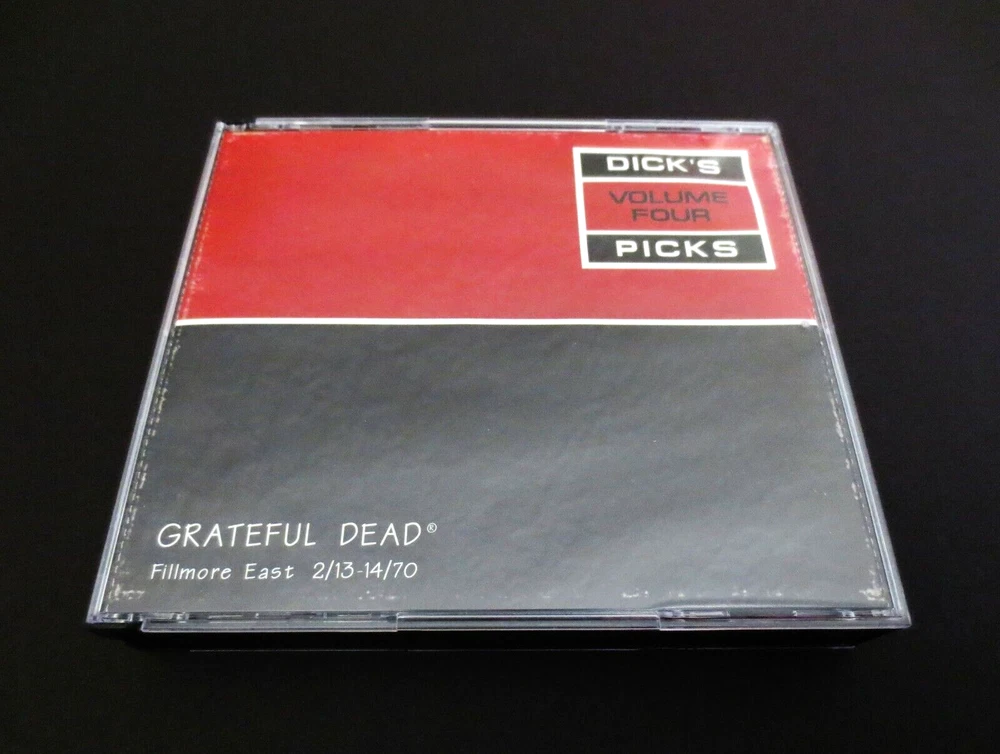 DICK'S
VOLUME
FOUR
PICKS
GRATEFUL DEAD®
Fillmore East 2/13-14/70